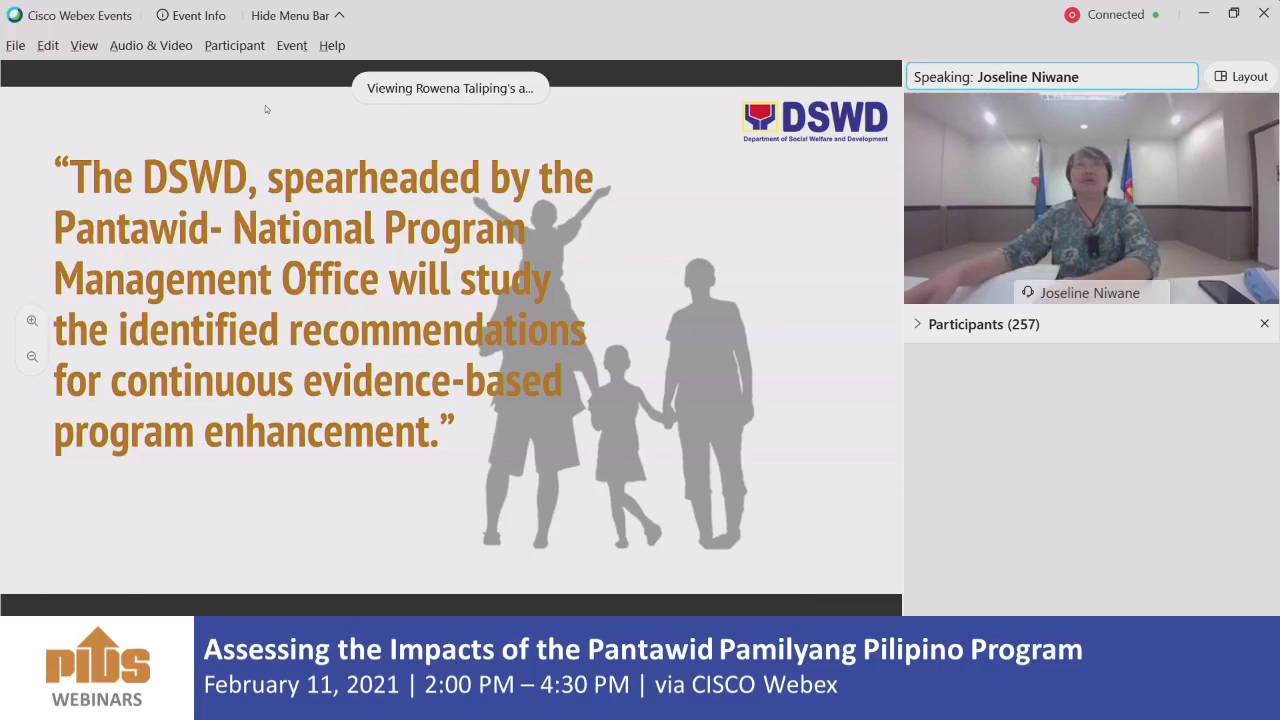 Cisco Webex Events
Event Info
Hide Menu Bar
Connected
File Edit View Audio & Video Participant Event Help
Viewing Rowena Taliping's a...
Speaking: Joseline Niwane
Layout
DSWD
Department of Social Welfare and Development
“The DSWD, spearheaded by the
Pantawid- National Program
Management Office will study
the identified recommendations
for continuous evidence-based
program enhancement.”
Joseline Niwane
Participants (257)
PIDS
WEBINARS
Assessing the Impacts of the Pantawid Pamilyang Pilipino Program
February 11, 2021 | 2:00 PM – 4:30 PM | via CISCO Webex